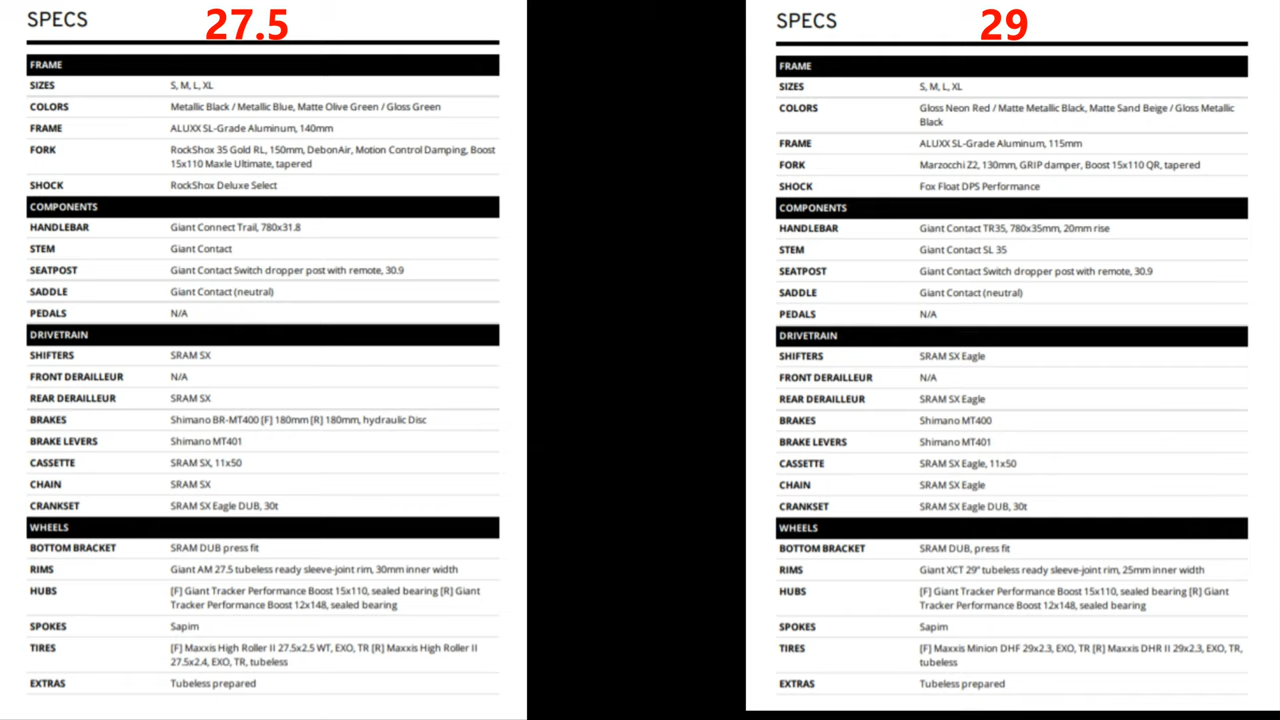 SPECS
27.5
FRAME
SIZES S, M, L, XL
COLORS Metallic Black / Metallic Blue, Matte Olive Green / Gloss Green
FRAME ALUXX SL-Grade Aluminum, 140mm
FORK RockShox 35 Gold RL, 150mm, DebonAir, Motion Control Damping, Boost
15x110 Maxle Ultimate, tapered
SHOCK RockShox Deluxe Select
COMPONENTS
HANDLEBAR Giant Connect Trail, 780x31.8
STEM Giant Contact
SEATPOST Giant Contact Switch dropper post with remote, 30.9
SADDLE Giant Contact (neutral)
PEDALS N/A
DRIVETRAIN
SHIFTERS SRAM SX
FRONT DERAILLEUR N/A
REAR DERAILLEUR SRAM SX
BRAKES Shimano BR-MT400 [F] 180mm [R] 180mm, hydraulic Disc
BRAKE LEVERS Shimano MT401
CASSETTE SRAM SX, 11x50
CHAIN SRAM SX
CRANKSET SRAM SX Eagle DUB, 30t
WHEELS
BOTTOM BRACKET SRAM DUB press fit
RIMS Giant AM 27.5 tubeless ready sleeve-joint rim, 30mm inner width
HUBS [F] Giant Tracker Performance Boost 15x110, sealed bearing [R] Giant
Tracker Performance Boost 12x148, sealed bearing
SPOKES Sapim
TIRES [F] Maxxis High Roller II 27.5x2.5 WT, EXO, TR [R] Maxxis High Roller II
27.5x2.4, EXO, TR, tubeless
EXTRAS Tubeless prepared
SPECS
29
FRAME
SIZES S, M, L, XL
COLORS Gloss Neon Red / Matte Metallic Black, Matte Sand Beige / Gloss Metallic
Black
FRAME ALUXX SL-Grade Aluminum, 115mm
FORK Marzocchi Z2, 130mm, GRIP damper, Boost 15x110 QR, tapered
SHOCK Fox Float DPS Performance
COMPONENTS
HANDLEBAR Giant Contact TR35, 780x35mm, 20mm rise
STEM Giant Contact SL 35
SEATPOST Giant Contact Switch dropper post with remote, 30.9
SADDLE Giant Contact (neutral)
PEDALS N/A
DRIVETRAIN
SHIFTERS SRAM SX Eagle
FRONT DERAILLEUR N/A
REAR DERAILLEUR SRAM SX Eagle
BRAKES Shimano MT400
BRAKE LEVERS Shimano MT401
CASSETTE SRAM SX Eagle, 11x50
CHAIN SRAM SX Eagle
CRANKSET SRAM SX Eagle DUB, 30t
WHEELS
BOTTOM BRACKET SRAM DUB, press fit
RIMS Giant XCT 29" tubeless ready sleeve-joint rim, 25mm inner width
HUBS [F] Giant Tracker Performance Boost 15x110, sealed bearing [R] Giant
Tracker Performance Boost 12x148, sealed bearing
SPOKES Sapim
TIRES [F] Maxxis Minion DHF 29x2.3, EXO, TR [R] Maxxis DHR II 29x2.3, EXO, TR,
tubeless
EXTRAS Tubeless prepared